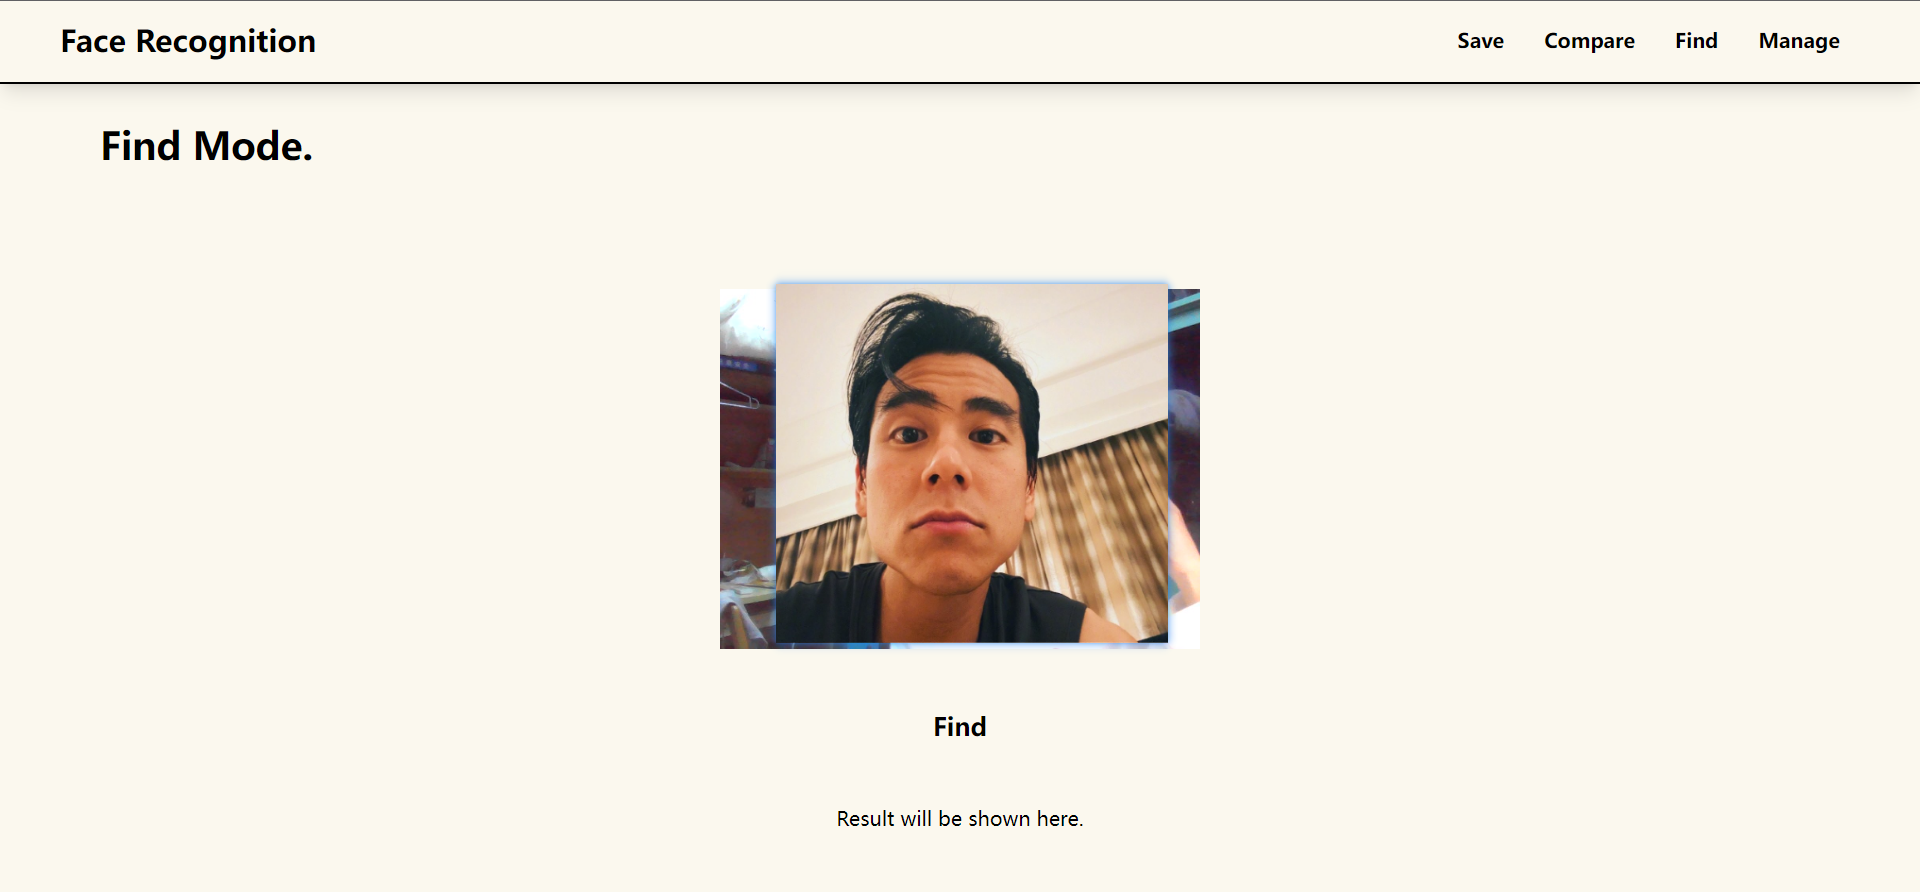 Face Recognition
Save
Compare
Find
Manage
Find Mode.
Find
Result will be shown here.